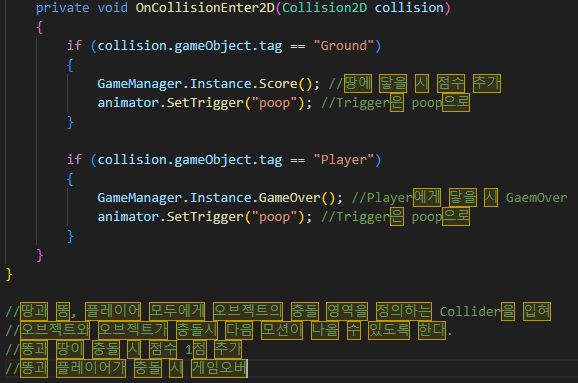 private void OnCollisionEnter2D(Collision2D collision)
{
if (collision.gameObject.tag == "Ground")
{
GameManager.Instance.Score(); //땅에 닿을 시 점수 추가
animator.SetTrigger("poop"); //Trigger은 poop으로
}
if (collision.gameObject.tag == "Player")
{
GameManager.Instance.GameOver(); //Player에게 닿을 시 GaemOver
animator.SetTrigger("poop"); //Trigger은 poop으로
}
}
}
//땅과 똥, 플레이어 모두에게 오브젝트의 충돌 영역을 정의하는 Collider을 입혀
//오브젝트와 오브젝트가 충돌시 다음 모션이 나올 수 있도록 한다.
//똥과 땅이 충돌 시 점수 1점 추가
//똥과 플레이어가 충돌 시 게임오버